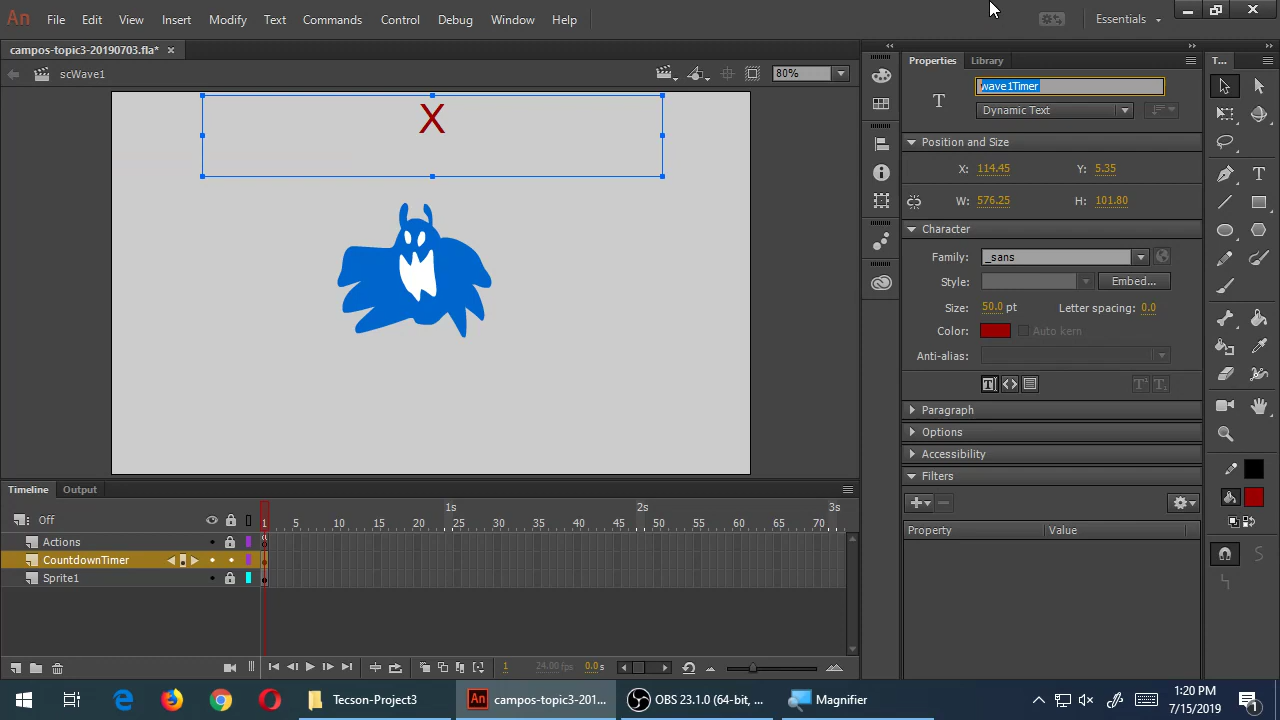 An File Edit View Insert Modify Text Commands Control Debug Window Help Essentials
campos-topic3-20190703.fla* ×
scWave1 80%
X
Properties Library T...
wave1Timer
T Dynamic Text
Position and Size
X: 114.45 Y: 5.35
W: 576.25 H: 101.80
Character
Family: _sans
Style: Embed...
Size: 50.0 pt Letter spacing: 0.0
Color: Auto kern
Anti-alias:
Paragraph
Options
Accessibility
Filters
Property Value
Timeline Output
1s 2s 3s
Off 1 5 10 15 20 25 30 35 40 45 50 55 60 65 70
Actions
CountdownTimer
Sprite1
1 24.00 fps 0.0 s
Tecson-Project3 An campos-topic3-201... OBS 23.1.0 (64-bit, ... Magnifier
1:20 PM
7/15/2019
1